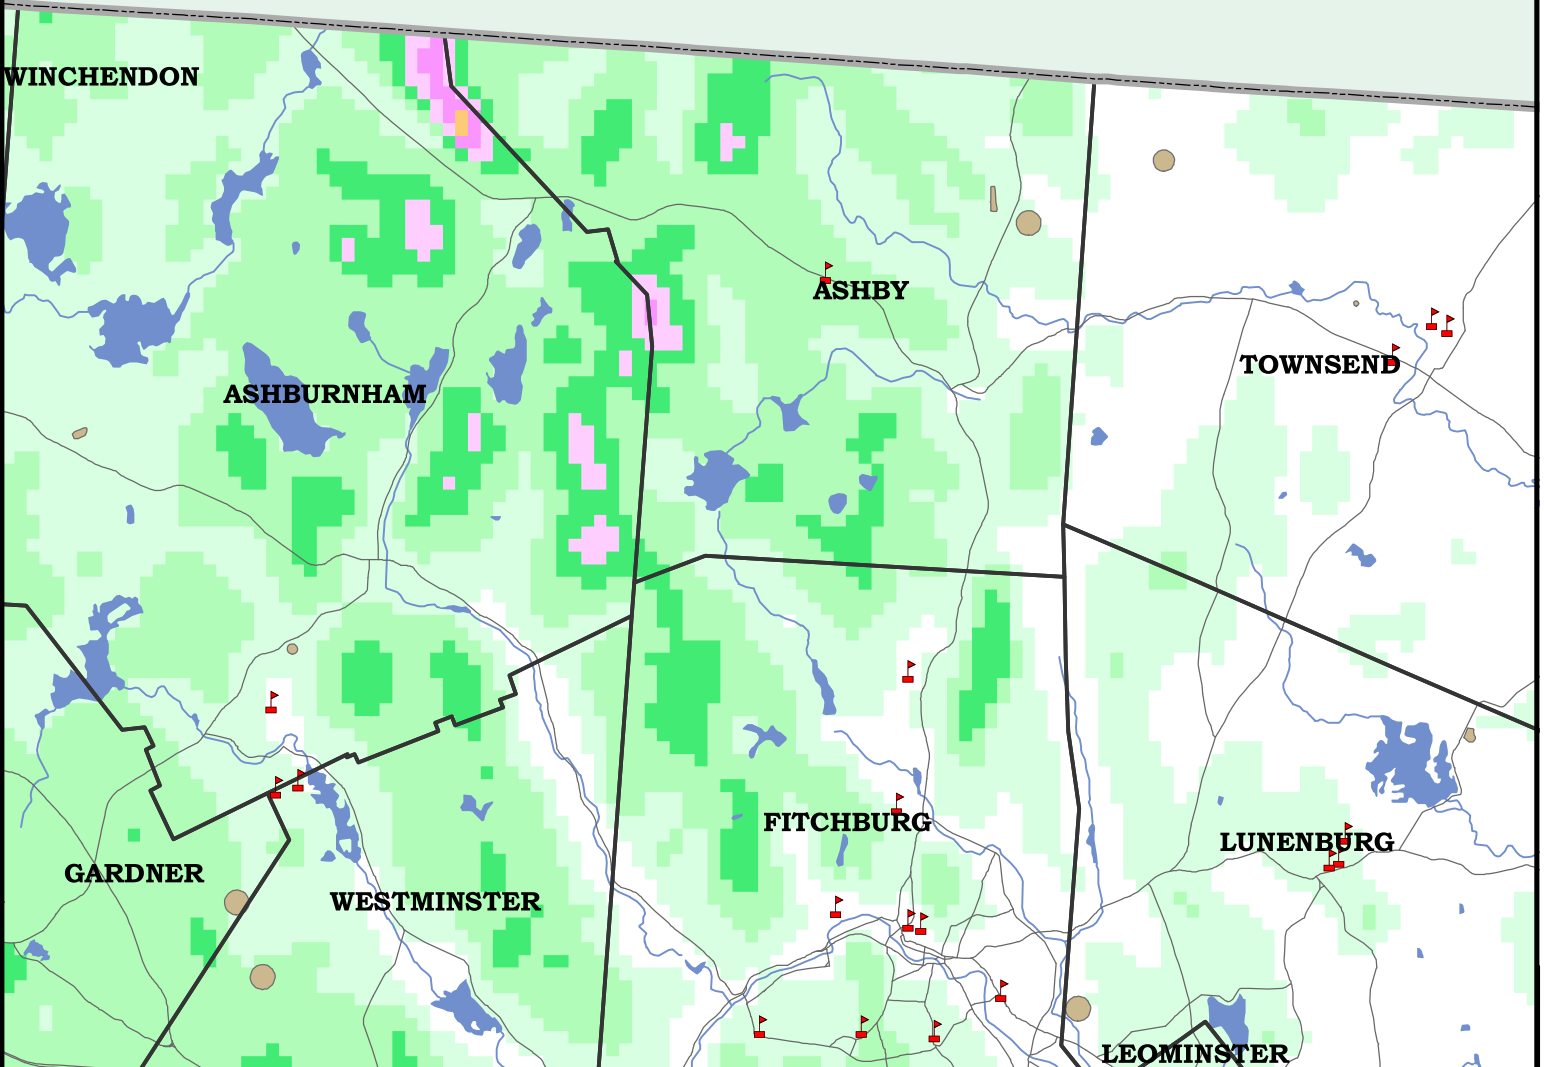 WINCHENDON
ASHBY
TOWNSEND
ASHBURNHAM
FITCHBURG
LUNENBURG
GARDNER
WESTMINSTER
LEOMINSTER